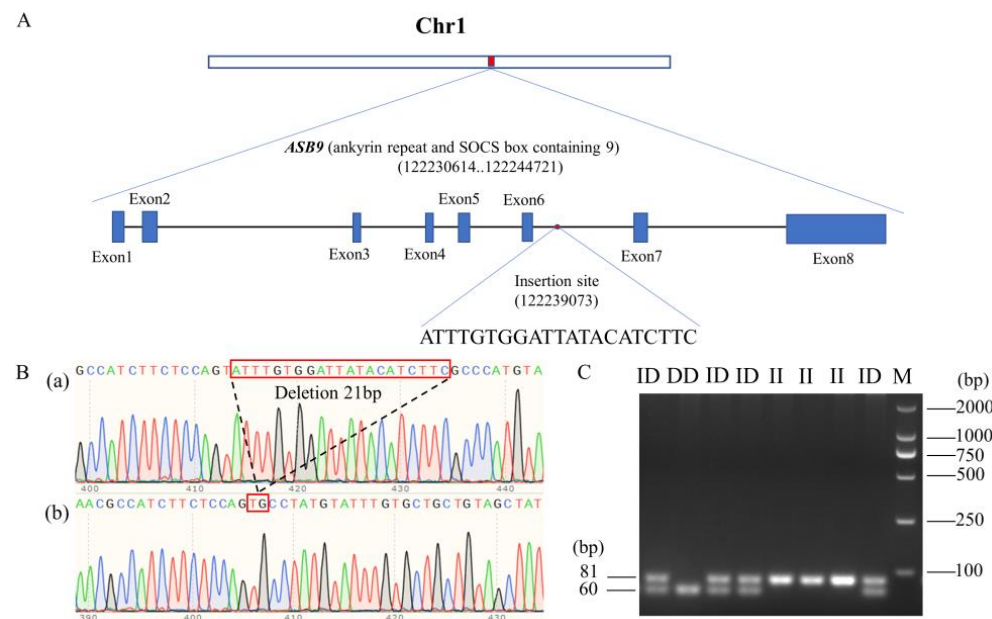 A
Chr1
ASB9 (ankyrin repeat and SOCS box containing 9)
(122230614..122244721)
Exon2
Exon5
Exon6
Exon1
Exon3
Exon4
Exon7
Exon8
Insertion site
(122239073)
ATTTGTGGATTATACATCTTC
B
(a)
GCCATCTTCTCCAGTATTTGTGGATTATACATCTTCGCCCATGTA
Deletion 21bp
400 410 420 430 440
(b)
AACGCCATCTTCTCCAGTGCCTATGTATTTGTGCTGCTGTAGCTAT
390 400 410 420 430
C
ID DD ID ID II II II ID M (bp)
2000
1000
750
500
250
100
(bp)
81
60